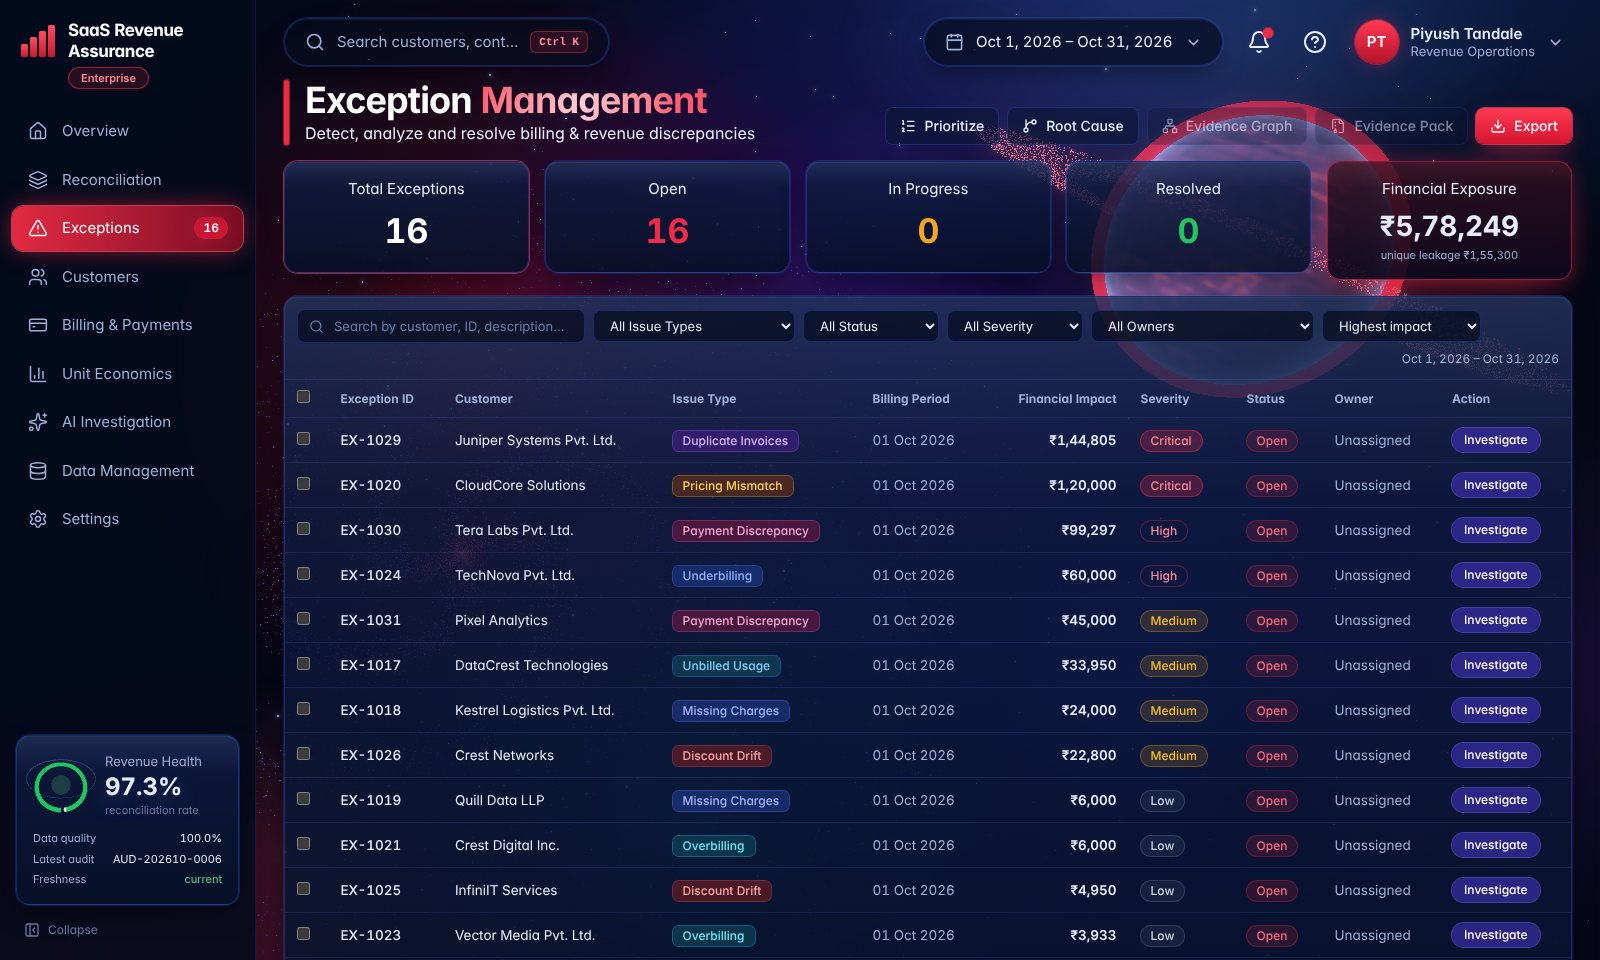 SaaS Revenue
Assurance
Enterprise
Overview
Reconciliation
Exceptions 16
Customers
Billing & Payments
Unit Economics
AI Investigation
Data Management
Settings
Revenue Health
97.3%
reconciliation rate
Data quality 100.0%
Latest audit AUD-202610-0006
Freshness current
Collapse
Search customers, cont... Ctrl K
Oct 1, 2026 – Oct 31, 2026
PT
Piyush Tandale
Revenue Operations
Exception Management
Detect, analyze and resolve billing & revenue discrepancies
Prioritize Root Cause Evidence Graph Evidence Pack Export
Total Exceptions
16
Open
16
In Progress
0
Resolved
0
Financial Exposure
₹5,78,249
unique leakage ₹1,55,300
Search by customer, ID, description... All Issue Types All Status All Severity All Owners Highest impact
Oct 1, 2026 – Oct 31, 2026
Exception ID Customer Issue Type Billing Period Financial Impact Severity Status Owner Action
EX-1029 Juniper Systems Pvt. Ltd. Duplicate Invoices 01 Oct 2026 ₹1,44,805 Critical Open Unassigned Investigate
EX-1020 CloudCore Solutions Pricing Mismatch 01 Oct 2026 ₹1,20,000 Critical Open Unassigned Investigate
EX-1030 Tera Labs Pvt. Ltd. Payment Discrepancy 01 Oct 2026 ₹99,297 High Open Unassigned Investigate
EX-1024 TechNova Pvt. Ltd. Underbilling 01 Oct 2026 ₹60,000 High Open Unassigned Investigate
EX-1031 Pixel Analytics Payment Discrepancy 01 Oct 2026 ₹45,000 Medium Open Unassigned Investigate
EX-1017 DataCrest Technologies Unbilled Usage 01 Oct 2026 ₹33,950 Medium Open Unassigned Investigate
EX-1018 Kestrel Logistics Pvt. Ltd. Missing Charges 01 Oct 2026 ₹24,000 Medium Open Unassigned Investigate
EX-1026 Crest Networks Discount Drift 01 Oct 2026 ₹22,800 Medium Open Unassigned Investigate
EX-1019 Quill Data LLP Missing Charges 01 Oct 2026 ₹6,000 Low Open Unassigned Investigate
EX-1021 Crest Digital Inc. Overbilling 01 Oct 2026 ₹6,000 Low Open Unassigned Investigate
EX-1025 InfiniIT Services Discount Drift 01 Oct 2026 ₹4,950 Low Open Unassigned Investigate
EX-1023 Vector Media Pvt. Ltd. Overbilling 01 Oct 2026 ₹3,933 Low Open Unassigned Investigate